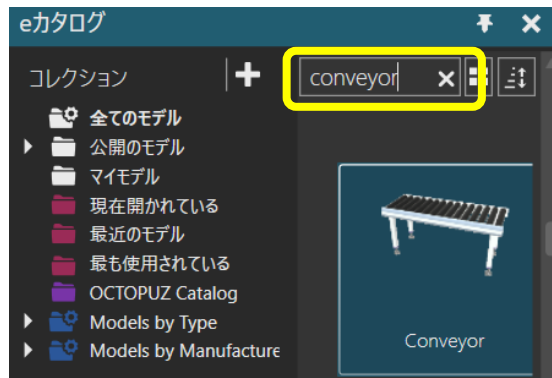 eカタログ
コレクション
conveyor
全てのモデル
公開のモデル
マイモデル
現在開かれている
最近のモデル
最も使用されている
OCTOPUZ Catalog
Models by Type
Models by Manufacture
Conveyor